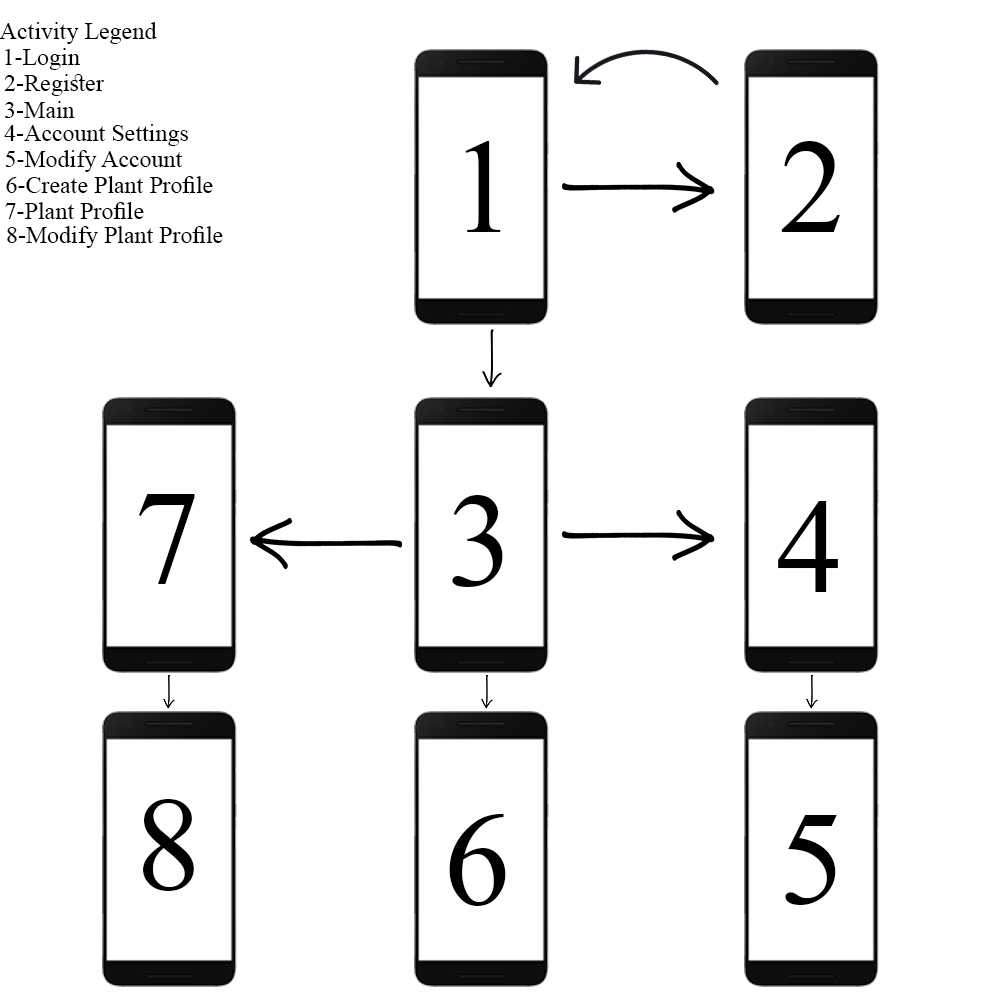 Activity Legend
1-Login
2-Register
3-Main
4-Account Settings
5-Modify Account
6-Create Plant Profile
7-Plant Profile
8-Modify Plant Profile
1
2
7
3
4
8
6
5